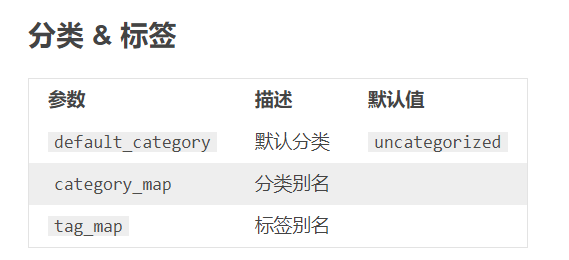 分类 & 标签
参数 描述 默认值
default_category 默认分类 uncategorized
category_map 分类别名
tag_map 标签别名